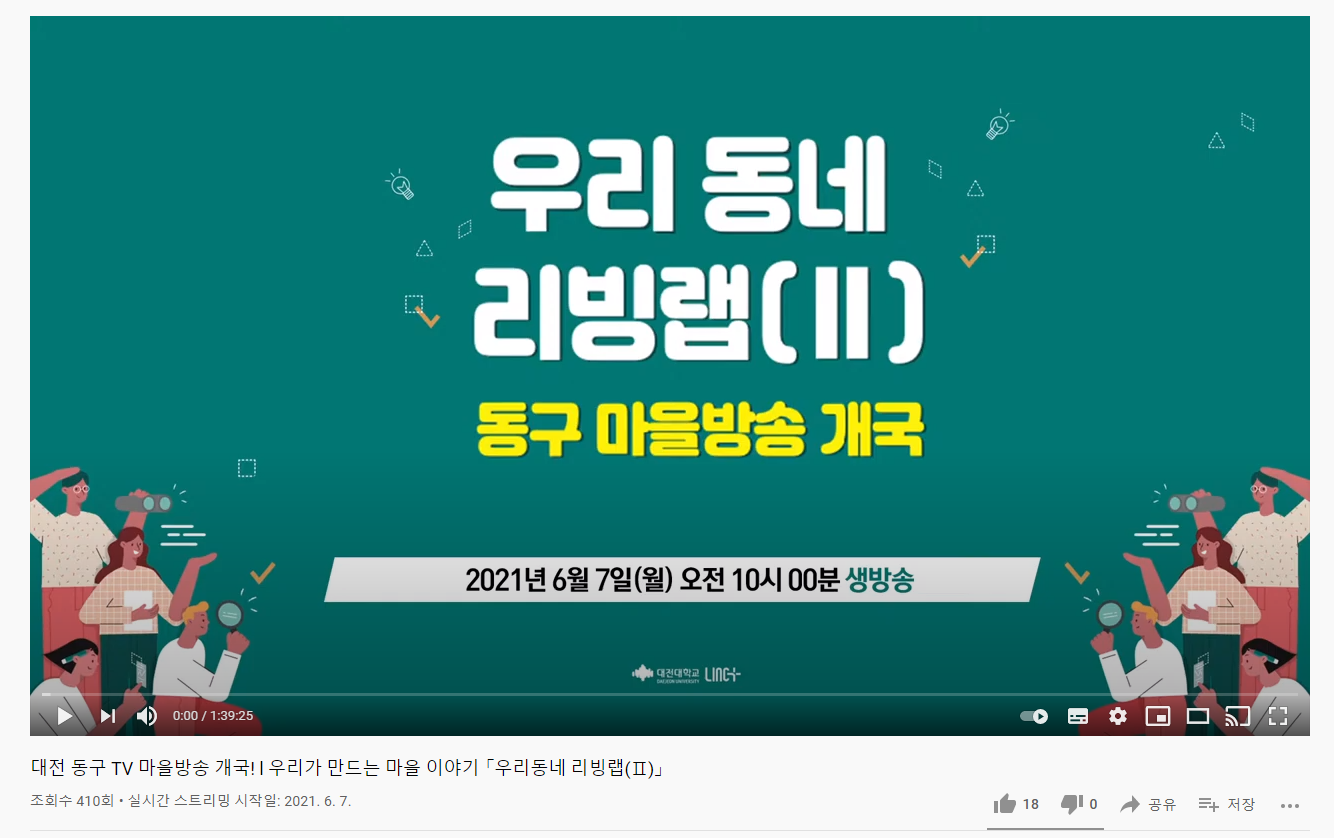 우리 동네
리빙랩(Ⅱ)
동구 마을방송 개국
2021년 6월 7일(월) 오전 10시 00분 생방송
대전대학교 LINC+
DAEJEON UNIVERSITY
0:00 / 1:39:25
대전 동구 TV 마을방송 개국! I 우리가 만드는 마을 이야기 「우리동네 리빙랩(Ⅱ)」
조회수 410회 • 실시간 스트리밍 시작일: 2021. 6. 7.
18 0 공유 저장